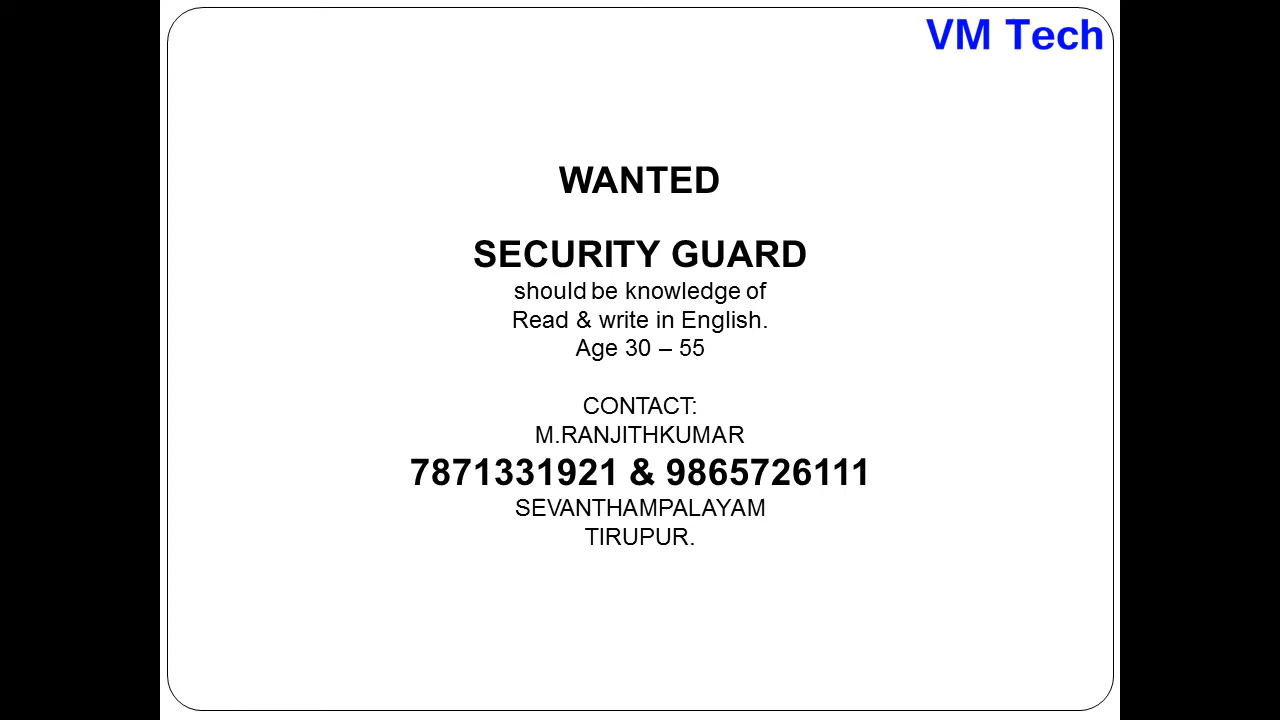 VM Tech
WANTED
SECURITY GUARD
should be knowledge of
Read & write in English.
Age 30 – 55
CONTACT:
M.RANJITHKUMAR
7871331921 & 9865726111
SEVANTHAMPALAYAM
TIRUPUR.